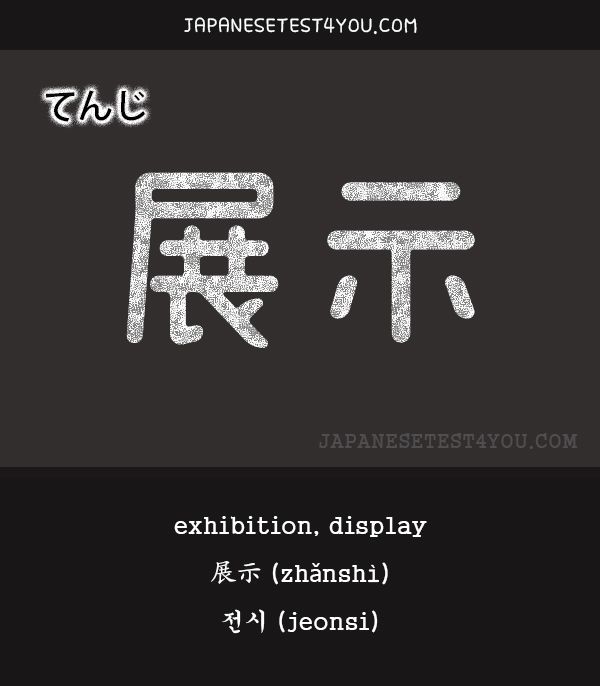 JAPANESETEST4YOU.COM
てんじ
展示
JAPANESETEST4YOU.COM
exhibition, display
展示 (zhǎnshì)
전시 (jeonsi)